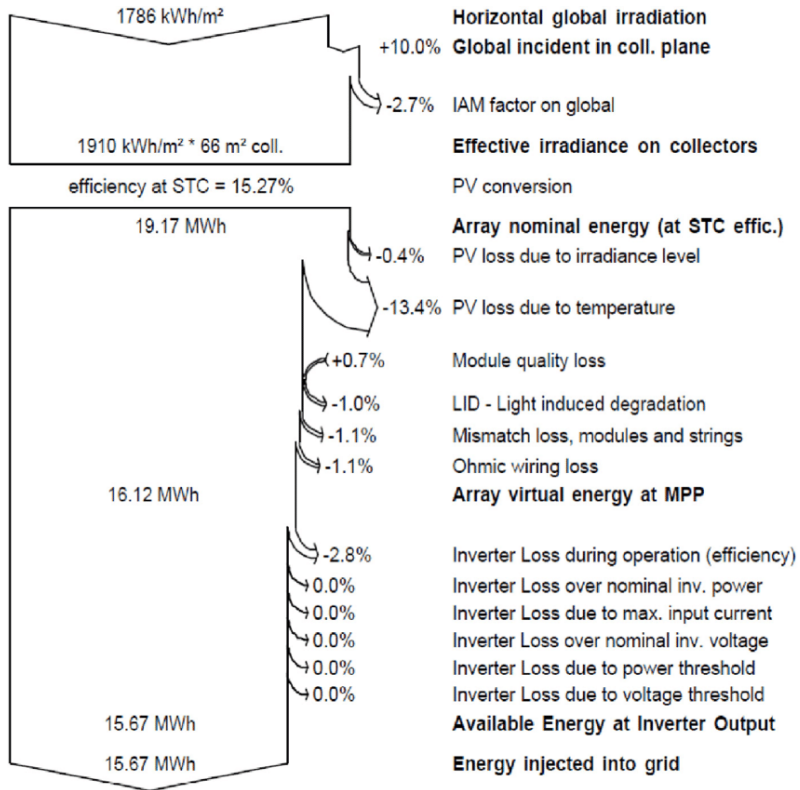 1786 kWh/m² Horizontal global irradiation
+10.0% Global incident in coll. plane
-2.7% IAM factor on global
1910 kWh/m² * 66 m² coll. Effective irradiance on collectors
efficiency at STC = 15.27% PV conversion
19.17 MWh Array nominal energy (at STC effic.)
-0.4% PV loss due to irradiance level
-13.4% PV loss due to temperature
+0.7% Module quality loss
-1.0% LID - Light induced degradation
-1.1% Mismatch loss, modules and strings
-1.1% Ohmic wiring loss
16.12 MWh Array virtual energy at MPP
-2.8% Inverter Loss during operation (efficiency)
0.0% Inverter Loss over nominal inv. power
0.0% Inverter Loss due to max. input current
0.0% Inverter Loss over nominal inv. voltage
0.0% Inverter Loss due to power threshold
0.0% Inverter Loss due to voltage threshold
15.67 MWh Available Energy at Inverter Output
15.67 MWh Energy injected into grid